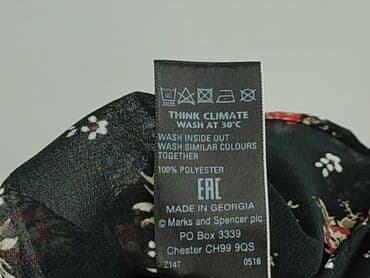 THINK CLIMATE
WASH AT 30°C
WASH INSIDE OUT
WASH SIMILAR COLOURS
TOGETHER
100% POLYESTER
EAC
MADE IN GEORGIA
© Marks and Spencer plc
PO Box 3339
Chester CH99 9QS
Z14T 0516